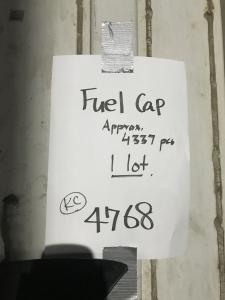 Fuel Cap
Approx.
4337 pcs
1 lot.
KC
4768